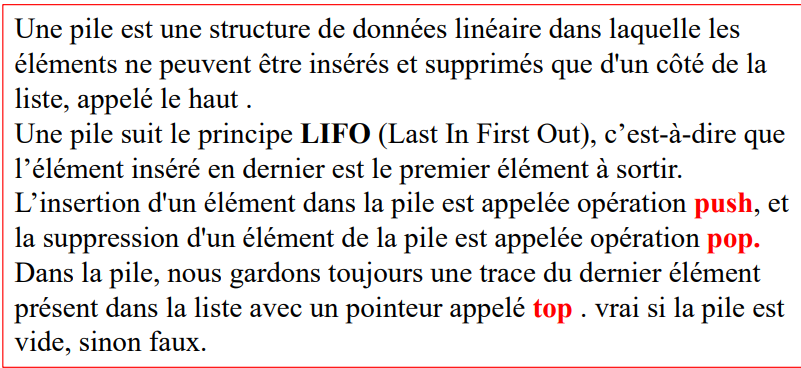 Une pile est une structure de données linéaire dans laquelle les
éléments ne peuvent être insérés et supprimés que d'un côté de la
liste, appelé le haut .
Une pile suit le principe LIFO (Last In First Out), c’est-à-dire que
l’élément inséré en dernier est le premier élément à sortir.
L’insertion d'un élément dans la pile est appelée opération push, et
la suppression d'un élément de la pile est appelée opération pop.
Dans la pile, nous gardons toujours une trace du dernier élément
présent dans la liste avec un pointeur appelé top . vrai si la pile est
vide, sinon faux.